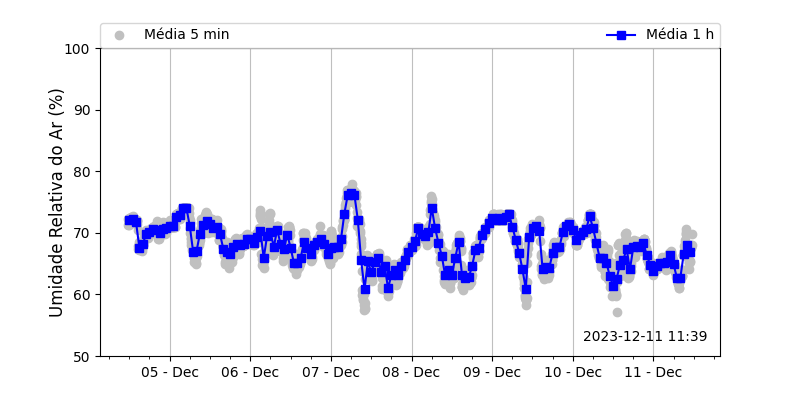 Média 5 min
Média 1 h
Umidade Relativa do Ar (%)
100
90
80
70
60
50
2023-12-11 11:39
05 - Dec
06 - Dec
07 - Dec
08 - Dec
09 - Dec
10 - Dec
11 - Dec